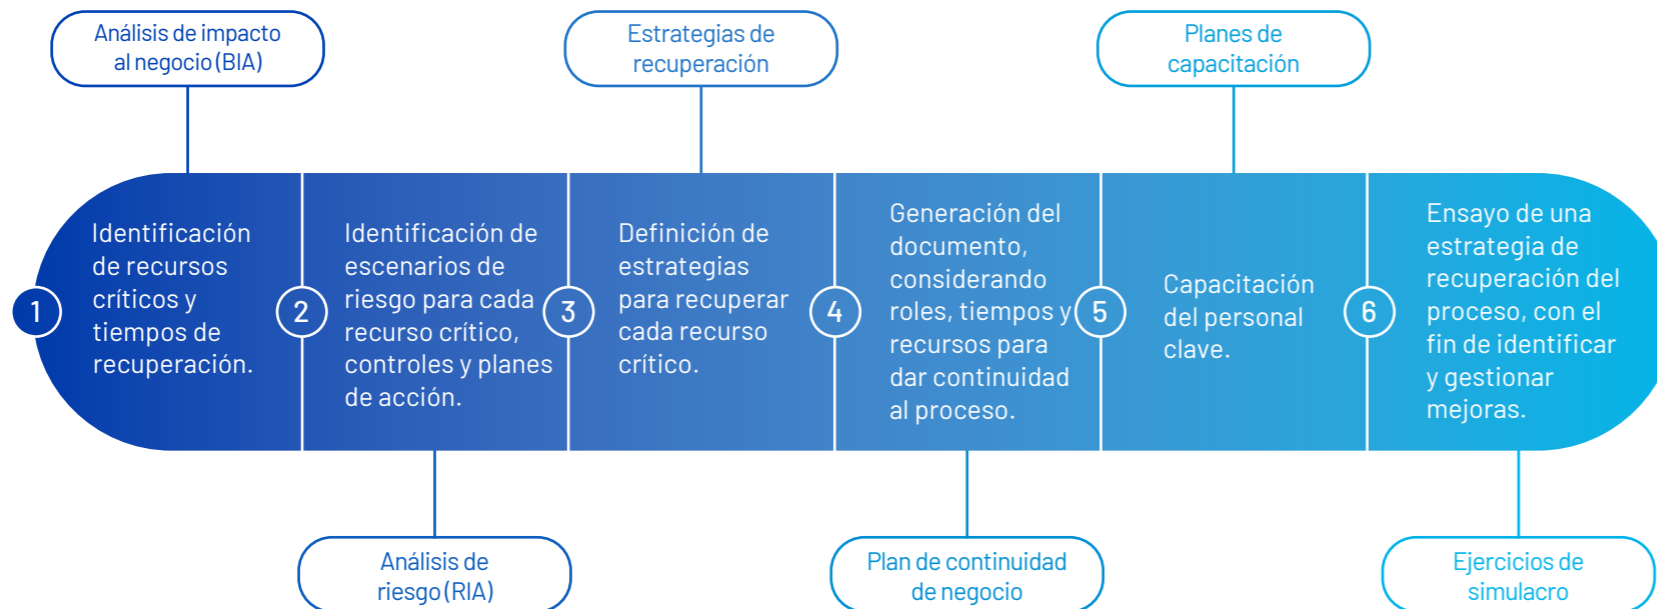 Análisis de impacto
al negocio (BIA)
Estrategias de
recuperación
Planes de
capacitación
1
Identificación
de recursos
críticos y
tiempos de
recuperación.
2
Identificación de
escenarios de
riesgo para cada
recurso crítico,
controles y planes
de acción.
3
Definición de
estrategias
para recuperar
cada recurso
crítico.
4
Generación del
documento,
considerando
roles, tiempos y
recursos para
dar continuidad
al proceso.
5
Capacitación
del personal
clave.
6
Ensayo de una
estrategia de
recuperación del
proceso, con el
fin de identificar
y gestionar
mejoras.
Análisis de
riesgo (RIA)
Plan de continuidad
de negocio
Ejercicios de
simulacro